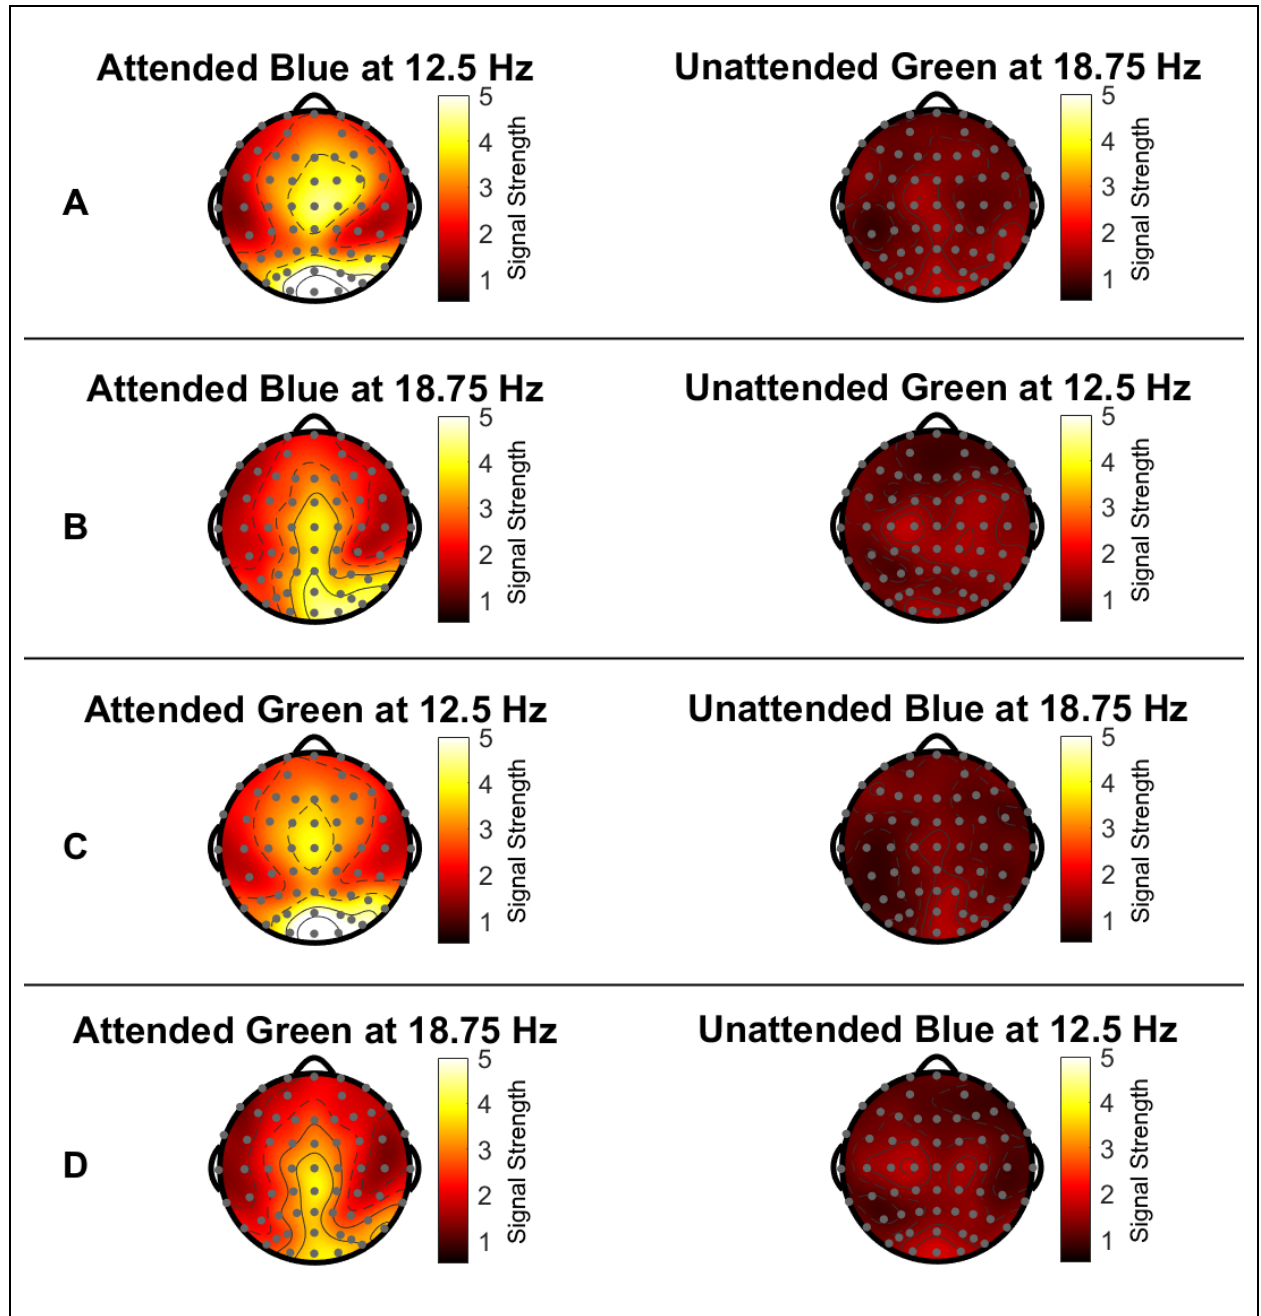 Attended Blue at 12.5 Hz
Unattended Green at 18.75 Hz
A
5
4
3
2
1
Signal Strength
5
4
3
2
1
Signal Strength
Attended Blue at 18.75 Hz
Unattended Green at 12.5 Hz
B
5
4
3
2
1
Signal Strength
5
4
3
2
1
Signal Strength
Attended Green at 12.5 Hz
Unattended Blue at 18.75 Hz
C
5
4
3
2
1
Signal Strength
5
4
3
2
1
Signal Strength
Attended Green at 18.75 Hz
Unattended Blue at 12.5 Hz
D
5
4
3
2
1
Signal Strength
5
4
3
2
1
Signal Strength